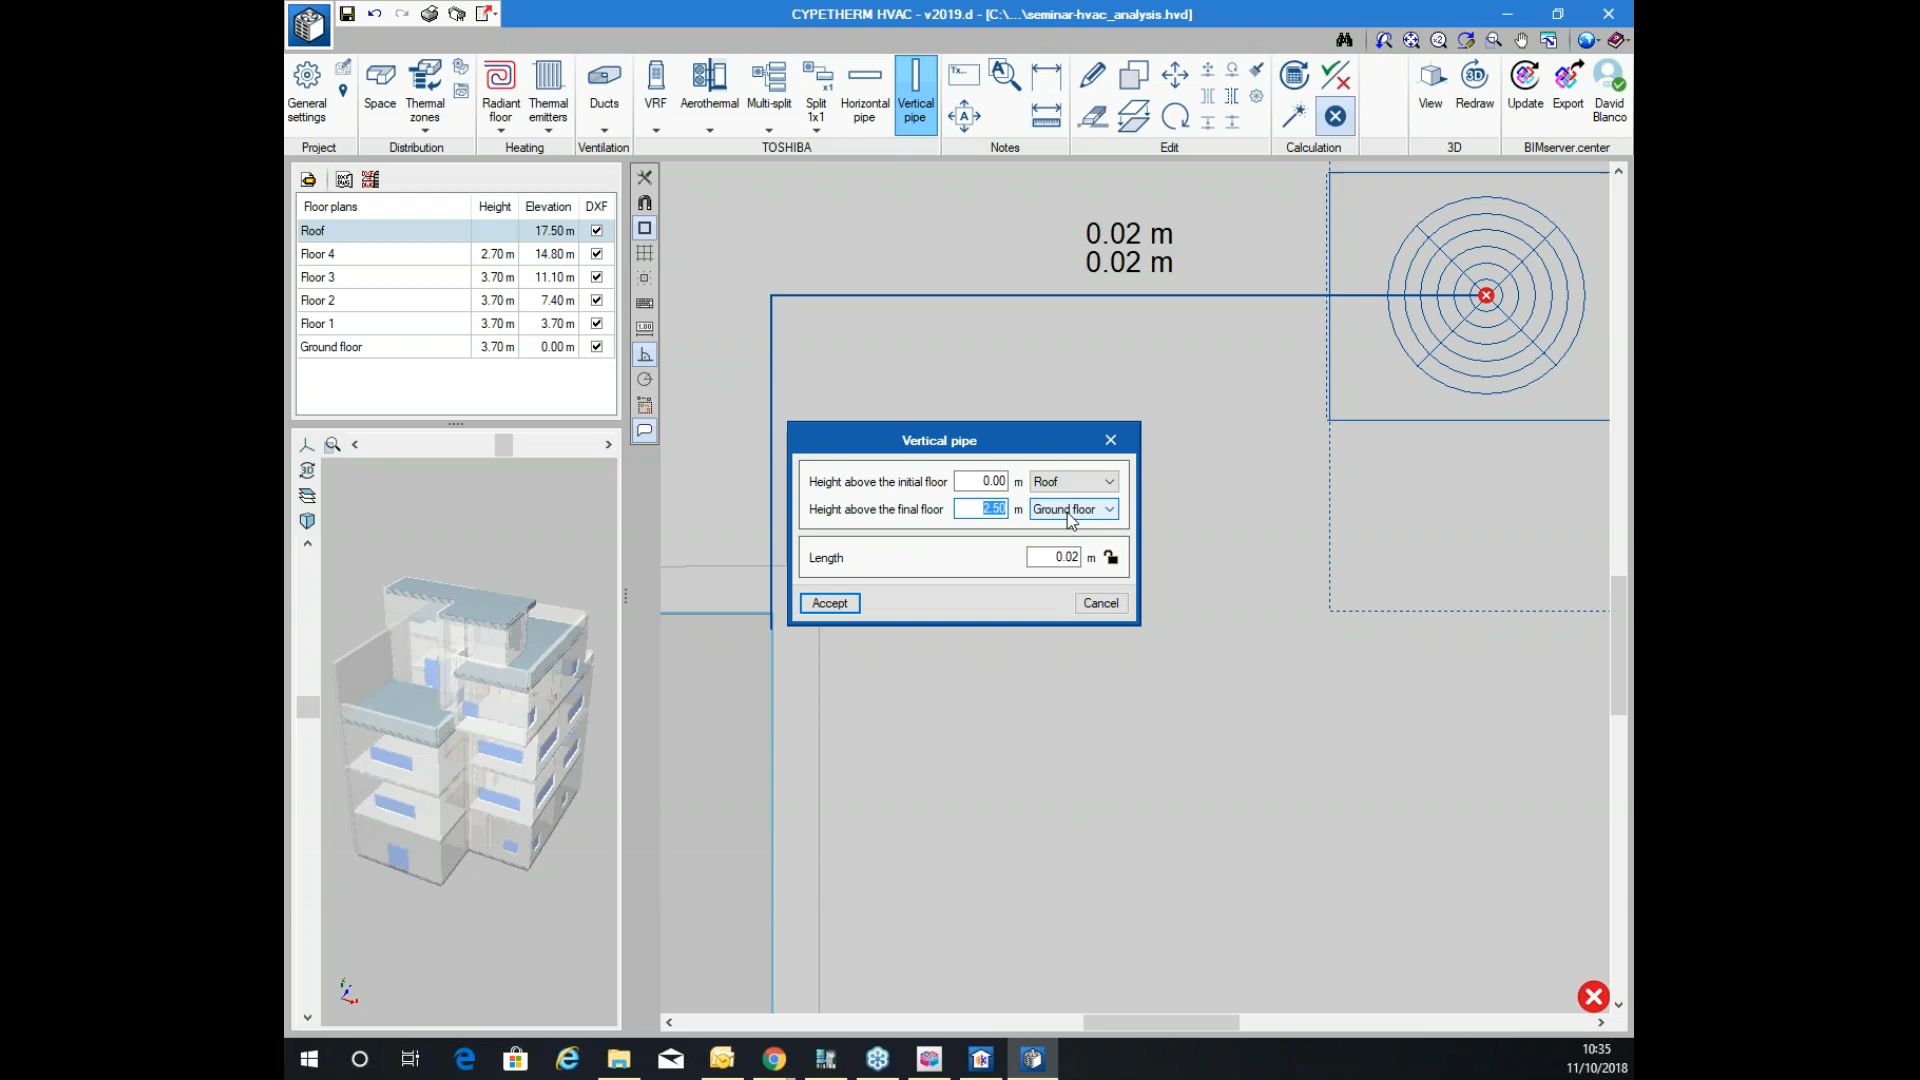 CYPETHERM HVAC - v2019.d - [C:\...\seminar-hvac_analysis.hvd]
General settings
Space
Thermal zones
Radiant floor
Thermal emitters
Ducts
VRF
Aerothermal
Multi-split
Split 1x1
Horizontal pipe
Vertical pipe
View
Redraw
Update
Export
David Blanco
Project
Distribution
Heating
Ventilation
TOSHIBA
Notes
Edit
Calculation
3D
BIMserver.center
Floor plans Height Elevation DXF
Roof 17.50 m
Floor 4 2.70 m 14.80 m
Floor 3 3.70 m 11.10 m
Floor 2 3.70 m 7.40 m
Floor 1 3.70 m 3.70 m
Ground floor 3.70 m 0.00 m
0.02 m
0.02 m
Vertical pipe
Height above the initial floor 0.00 m Roof
Height above the final floor 2.50 m Ground floor
Length 0.02 m
Accept
Cancel
10:35
11/10/2018